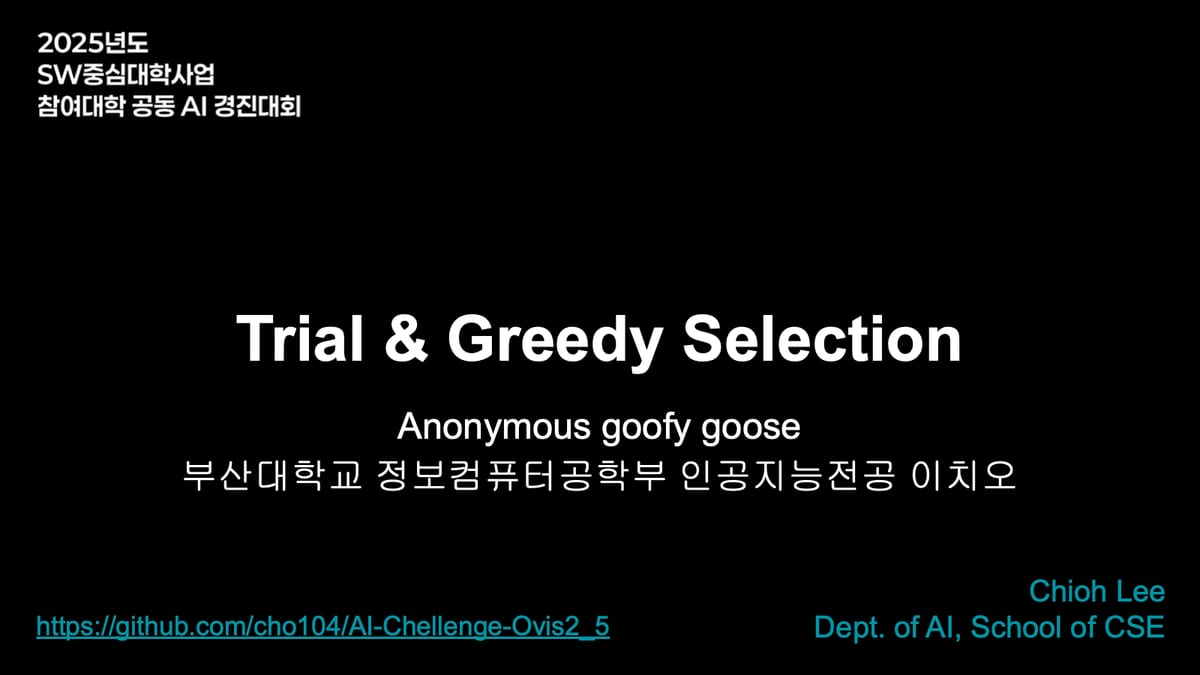 2025년도
SW중심대학사업
참여대학 공동 AI 경진대회
Trial & Greedy Selection
Anonymous goofy goose
부산대학교 정보컴퓨터공학부 인공지능전공 이치오
Chioh Lee
https://github.com/cho104/AI-Chellenge-Ovis2_5
Dept. of AI, School of CSE